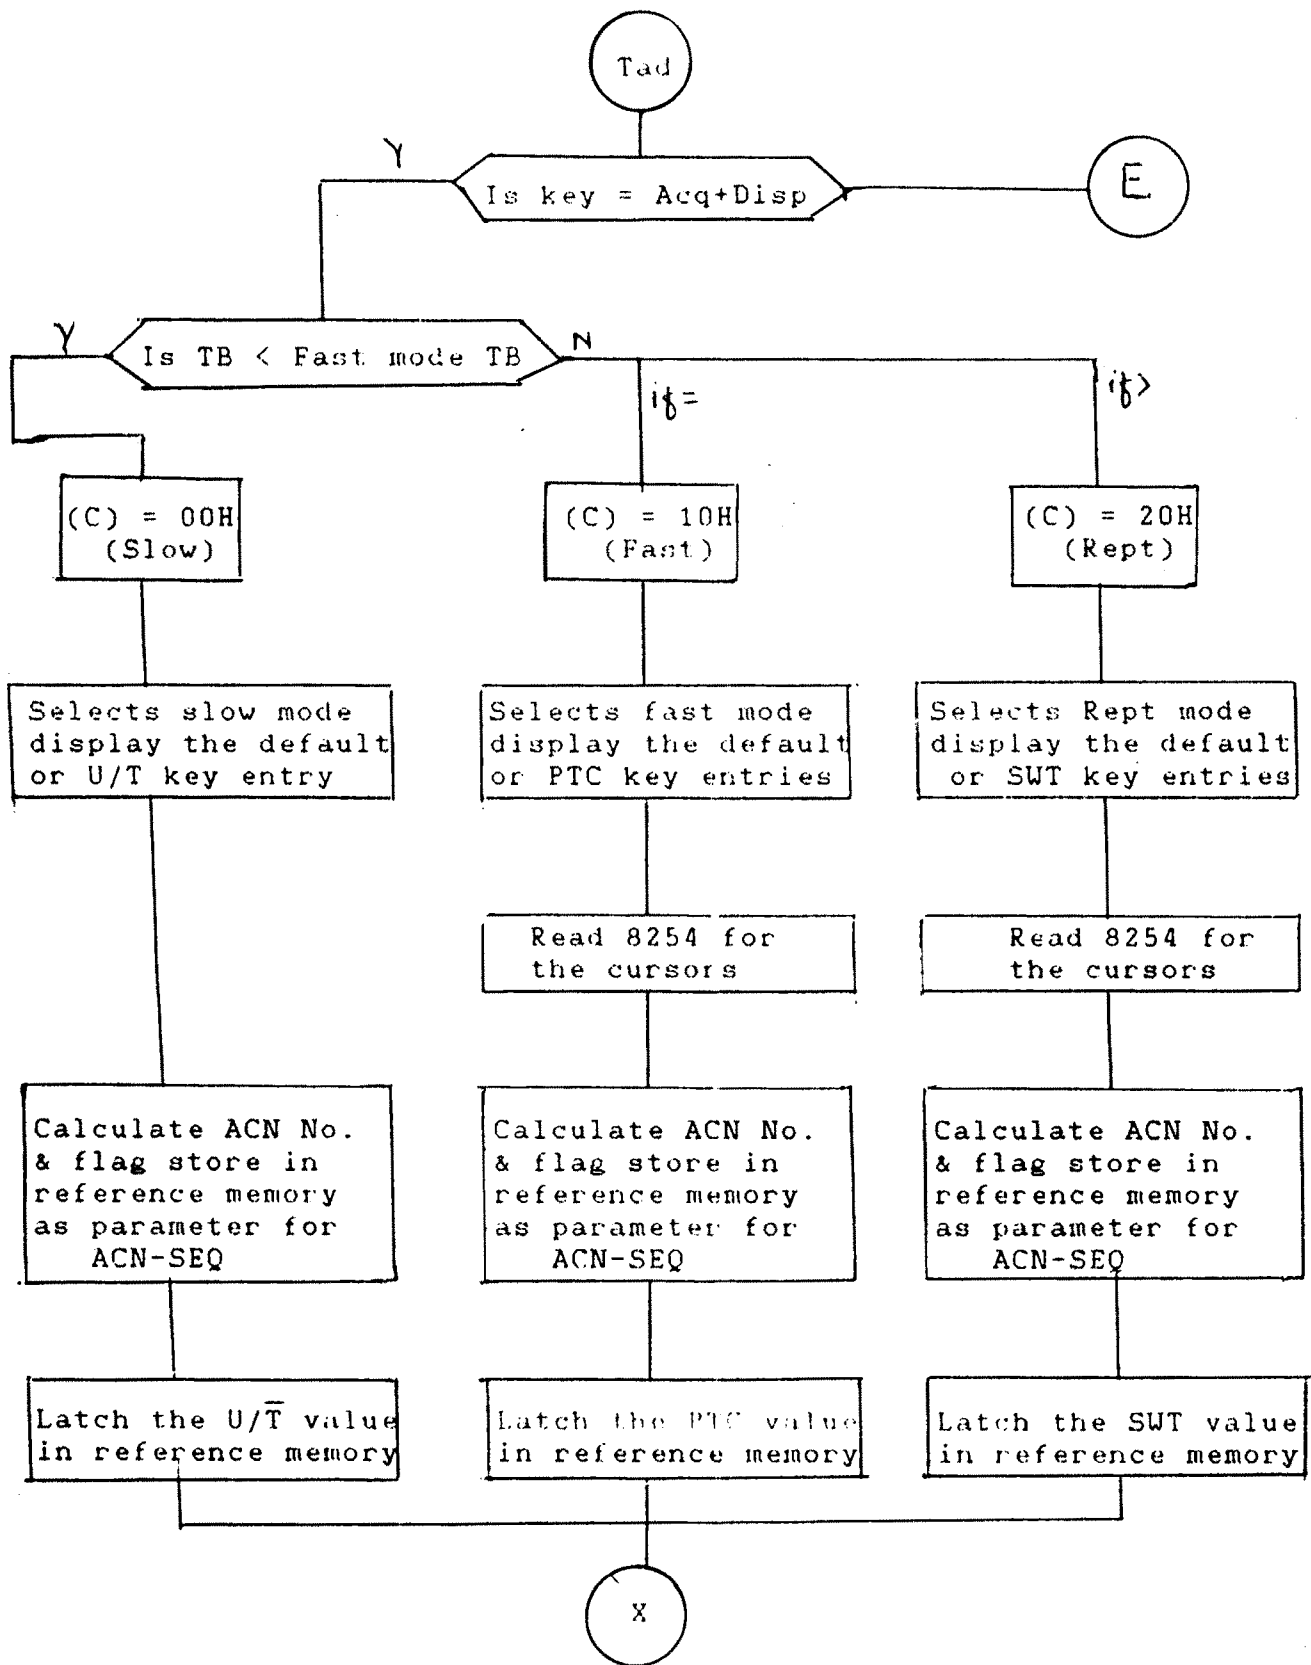 Tad
Y
Is key = Acq+Disp
E
Y
Is TB < Fast mode TB
N
if =
if >
(C) = 00H
(Slow)
(C) = 10H
(Fast)
(C) = 20H
(Rept)
Selects slow mode
display the default
or U/T key entry
Selects fast mode
display the default
or PTC key entries
Selects Rept mode
display the default
or SWT key entries
Read 8254 for
the cursors
Read 8254 for
the cursors
Calculate ACN No.
& flag store in
reference memory
as parameter for
ACN-SEQ
Calculate ACN No.
& flag store in
reference memory
as parameter for
ACN-SEQ
Calculate ACN No.
& flag store in
reference memory
as parameter for
ACN-SEQ
Latch the U/T̅ value
in reference memory
Latch the PTC value
in reference memory
Latch the SWT value
in reference memory
X